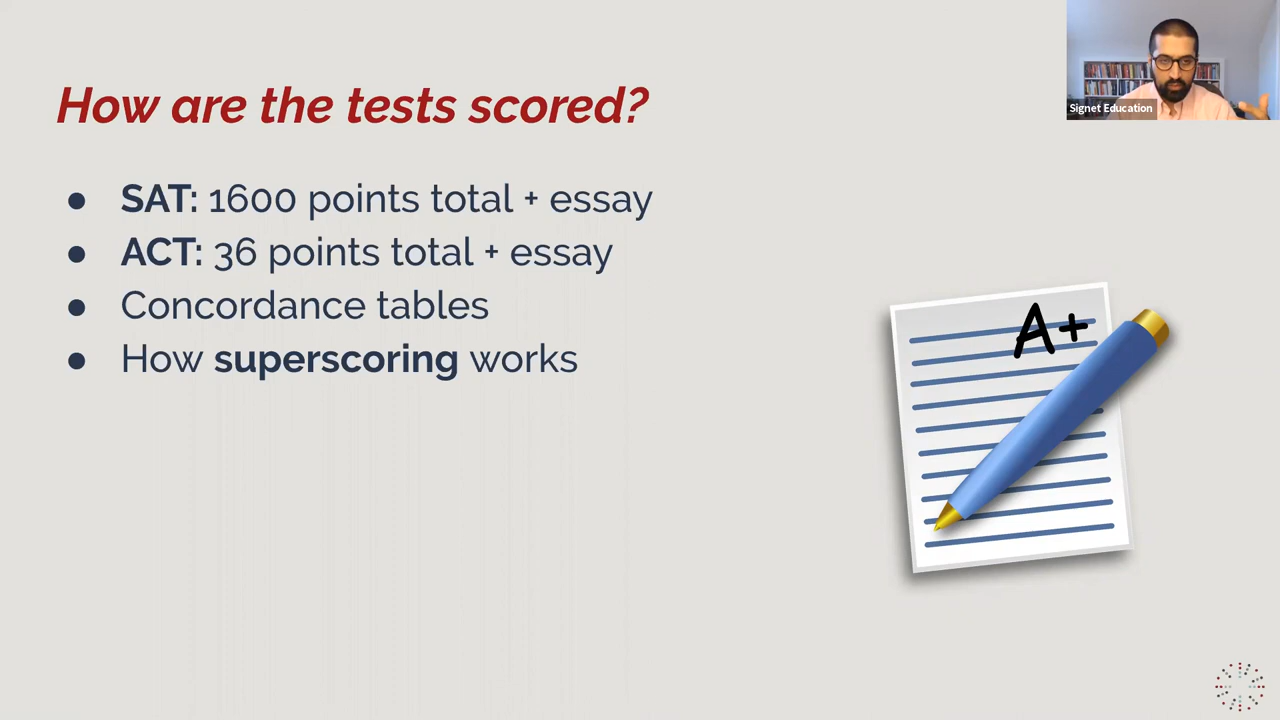 How are the tests scored?
Signet Education
● SAT: 1600 points total + essay
● ACT: 36 points total + essay
● Concordance tables
● How superscoring works
A+